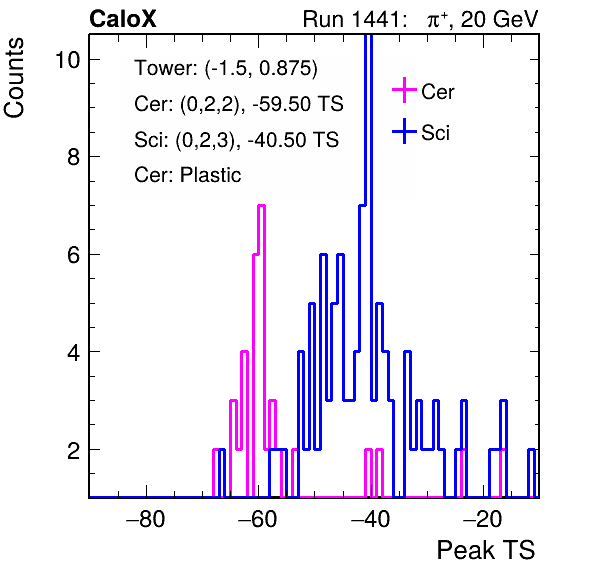 CaloX Run 1441: π⁺, 20 GeV
Counts
Tower: (-1.5, 0.875)
Cer: (0,2,2), -59.50 TS
Sci: (0,2,3), -40.50 TS
Cer: Plastic
Cer
Sci
10
8
6
4
2
−80 −60 −40 −20
Peak TS